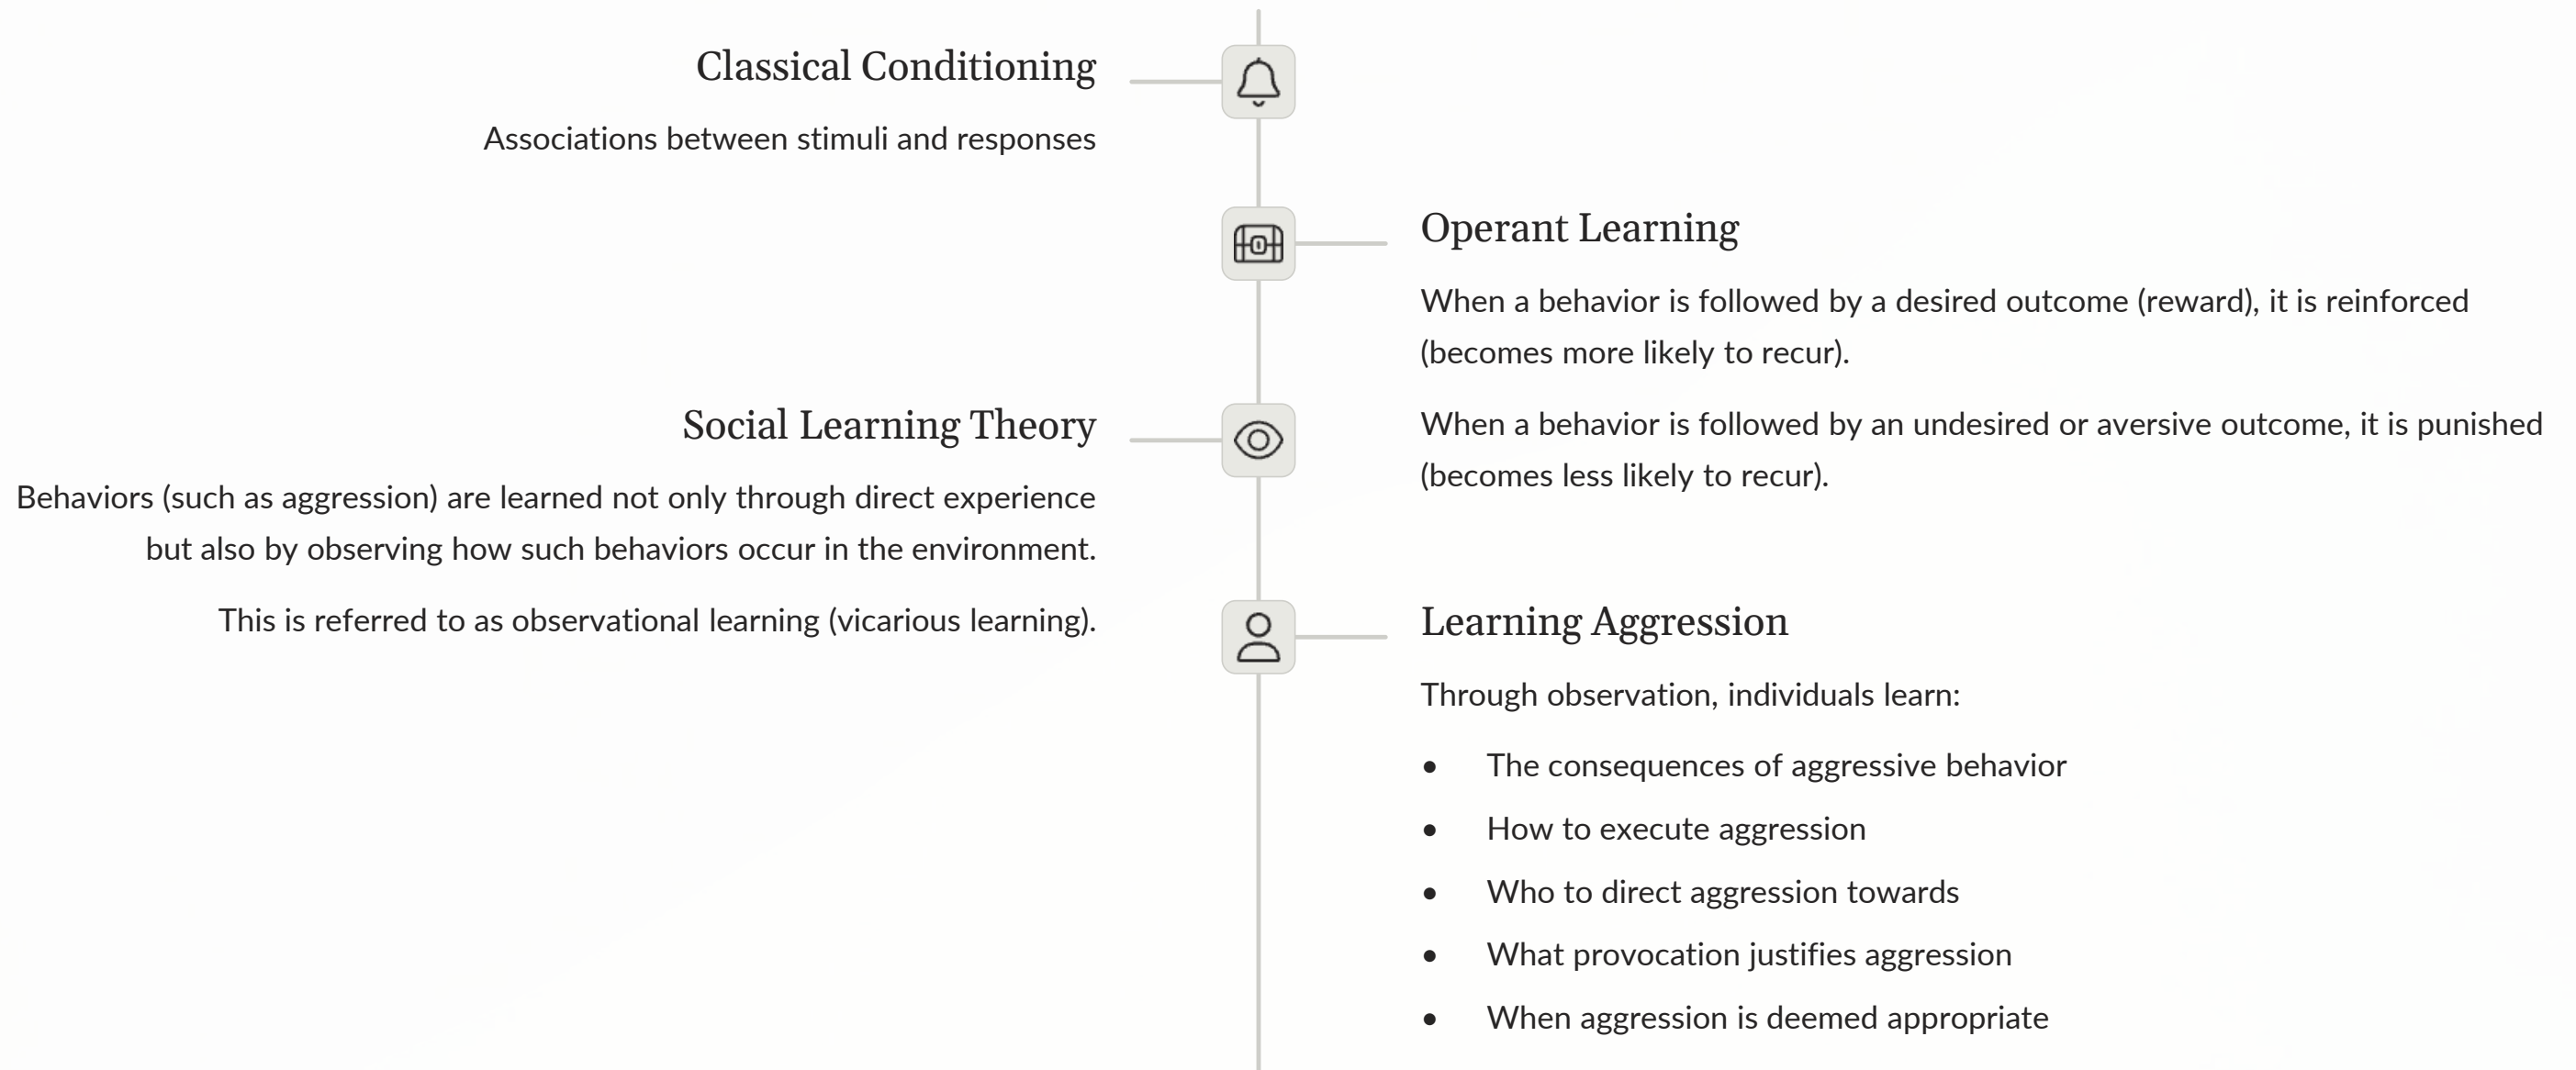 Classical Conditioning
Associations between stimuli and responses
Operant Learning
When a behavior is followed by a desired outcome (reward), it is reinforced
(becomes more likely to recur).
When a behavior is followed by an undesired or aversive outcome, it is punished
(becomes less likely to recur).
Social Learning Theory
Behaviors (such as aggression) are learned not only through direct experience
but also by observing how such behaviors occur in the environment.
This is referred to as observational learning (vicarious learning).
Learning Aggression
Through observation, individuals learn:
• The consequences of aggressive behavior
• How to execute aggression
• Who to direct aggression towards
• What provocation justifies aggression
• When aggression is deemed appropriate